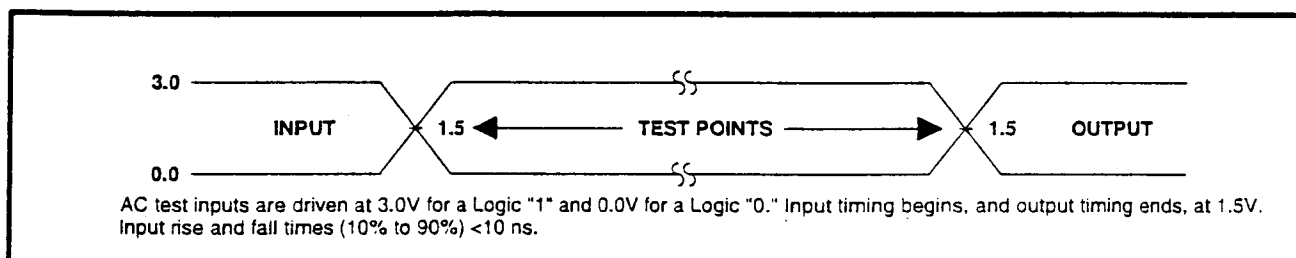 3.0
INPUT 1.5 TEST POINTS 1.5 OUTPUT
0.0
AC test inputs are driven at 3.0V for a Logic "1" and 0.0V for a Logic "0." Input timing begins, and output timing ends, at 1.5V.
Input rise and fall times (10% to 90%) <10 ns.